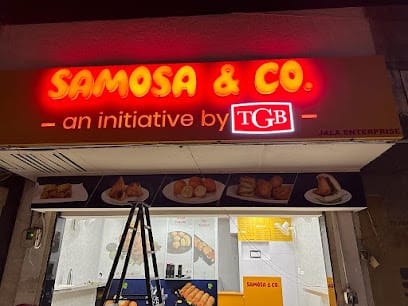 SAMOSA & CO.
– an initiative by TGB –
JALA ENTERPRISE
SAMOSA & CO.